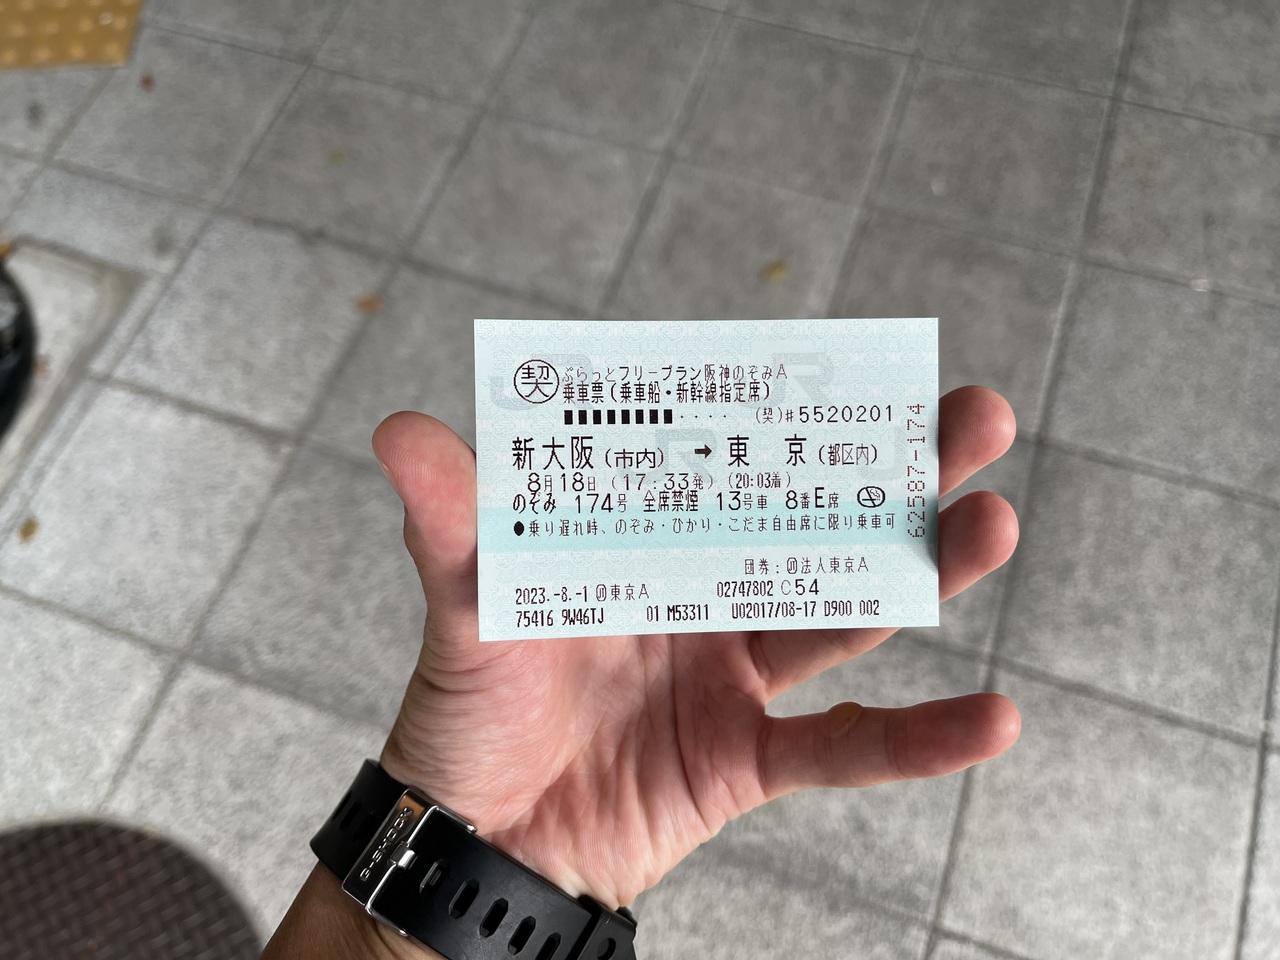 契 ぷらっとフリープラン阪神のぞみA
乗車票(乗車船・新幹線指定席)
■■■■■■■■・・・・ (契)#5520201
新大阪(市内) ➡ 東 京(都区内)
8月18日(17:33発)(20:03着)
のぞみ 174号 全席禁煙 13号車 8番E席
●乗り遅れ時、のぞみ・ひかり・こだま自由席に限り乗車可
62587-174
団券:法人東京A
2023.-8.-1 東京A 02747802 C54
75416 9W46TJ 01 M53311 U02017/08-17 D900 002
G-SHOCK